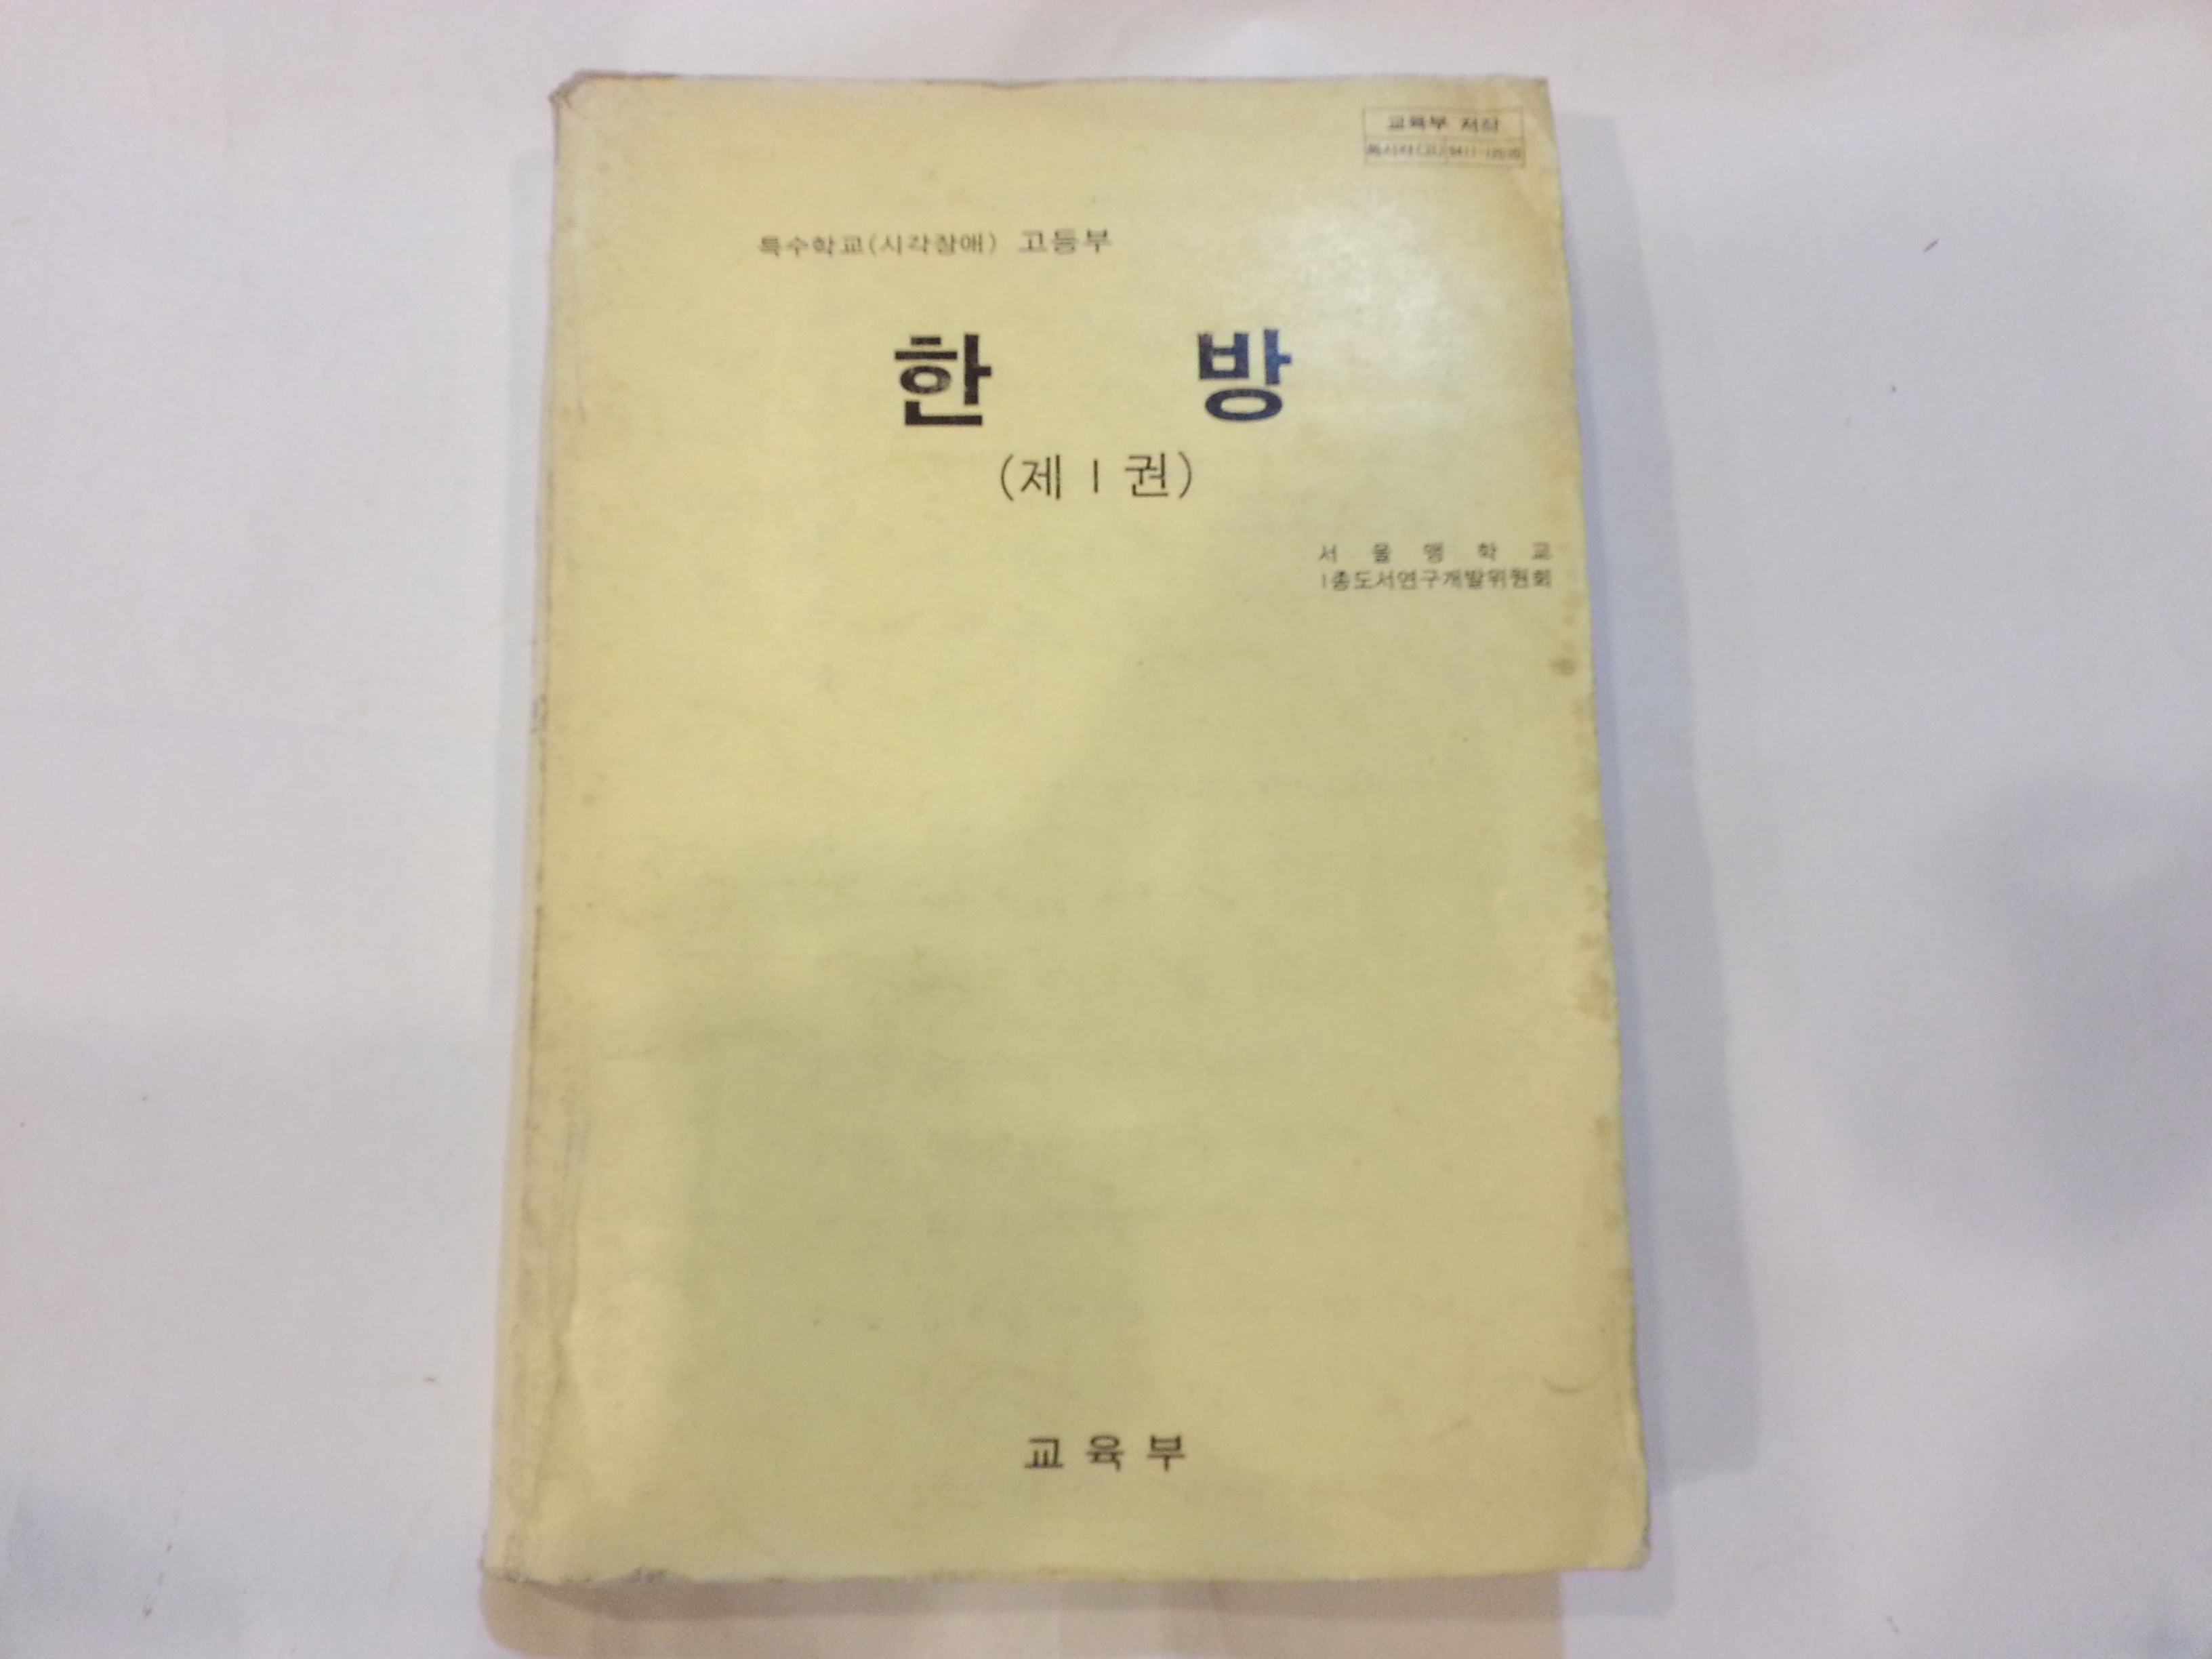 교육부 저작
특수학교(시각장애) 고등부
한 방
(제 1 권)
서 울 맹 학 교
1종도서연구개발위원회
교 육 부